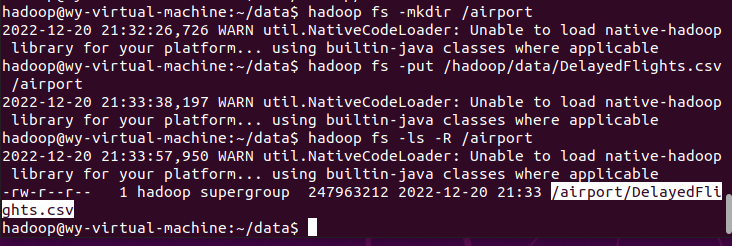 hadoop@wy-virtual-machine:~/data$ hadoop fs -mkdir /airport
2022-12-20 21:32:26,726 WARN util.NativeCodeLoader: Unable to load native-hadoop
library for your platform... using builtin-java classes where applicable
hadoop@wy-virtual-machine:~/data$ hadoop fs -put /hadoop/data/DelayedFlights.csv
/airport
2022-12-20 21:33:38,197 WARN util.NativeCodeLoader: Unable to load native-hadoop
library for your platform... using builtin-java classes where applicable
hadoop@wy-virtual-machine:~/data$ hadoop fs -ls -R /airport
2022-12-20 21:33:57,950 WARN util.NativeCodeLoader: Unable to load native-hadoop
library for your platform... using builtin-java classes where applicable
-rw-r--r--   1 hadoop supergroup  247963212 2022-12-20 21:33 /airport/DelayedFli
ghts.csv
hadoop@wy-virtual-machine:~/data$